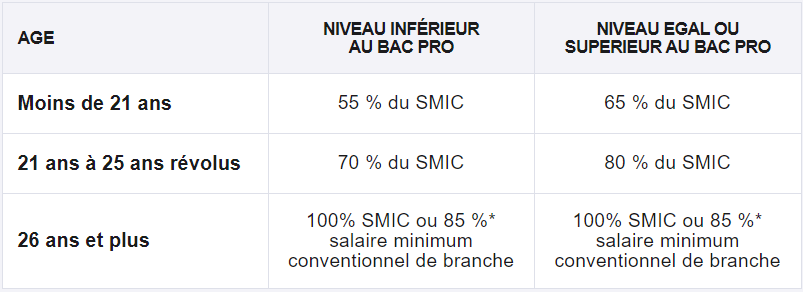 AGE
NIVEAU INFÉRIEUR
AU BAC PRO
NIVEAU EGAL OU
SUPERIEUR AU BAC PRO
Moins de 21 ans
55 % du SMIC
65 % du SMIC
21 ans à 25 ans révolus
70 % du SMIC
80 % du SMIC
26 ans et plus
100% SMIC ou 85 %*
salaire minimum
conventionnel de branche
100% SMIC ou 85 %*
salaire minimum
conventionnel de branche